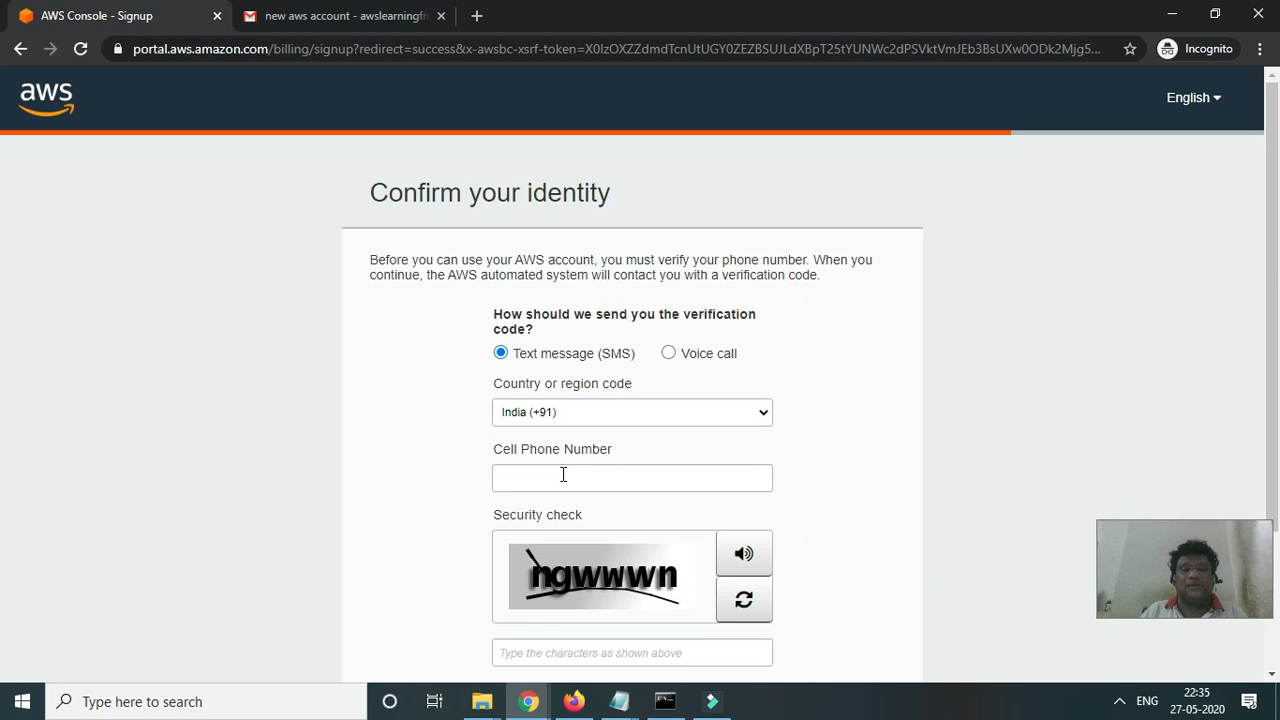 AWS Console - Signup
new aws account - awslearningfr
portal.aws.amazon.com/billing/signup?redirect=success&x-awsbc-xsrf-token=X0lzOXZZdmdTcnUtUGY0ZEZBSUJLdXBpT25tYUNWc2dPSVktVmJEb3BsUXw0ODk2Mjg5...
Incognito
aws
English
Confirm your identity
Before you can use your AWS account, you must verify your phone number. When you
continue, the AWS automated system will contact you with a verification code.
How should we send you the verification
code?
Text message (SMS)
Voice call
Country or region code
India (+91)
Cell Phone Number
Security check
ngwwwn
Type the characters as shown above
Type here to search
ENG
22:35
27-05-2020